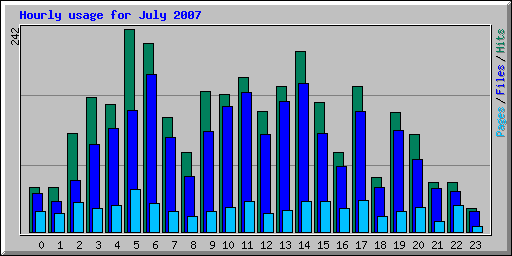 Hourly usage for July 2007
242
Pages/Files/Hits
0 1 2 3 4 5 6 7 8 9 10 11 12 13 14 15 16 17 18 19 20 21 22 23